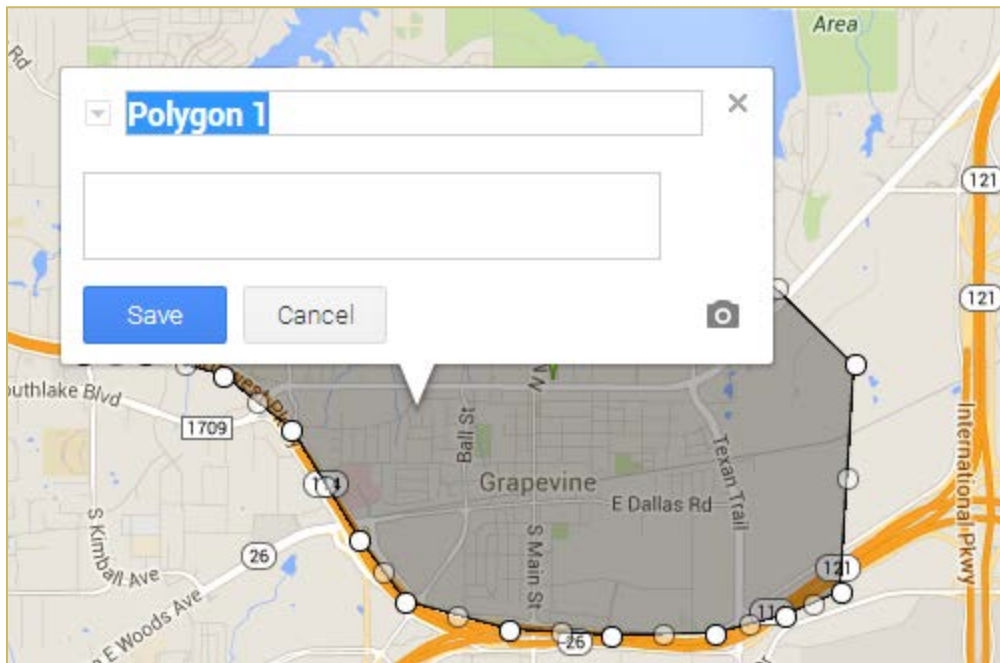 Area
Rd
Polygon 1
121
Save
Cancel
121
outhlake Blvd
1709
Ball St
Texan Trail
International Pkwy
Grapevine
E Dallas Rd
S Kimball Ave
26
S Main St
121
E Woods Ave
26